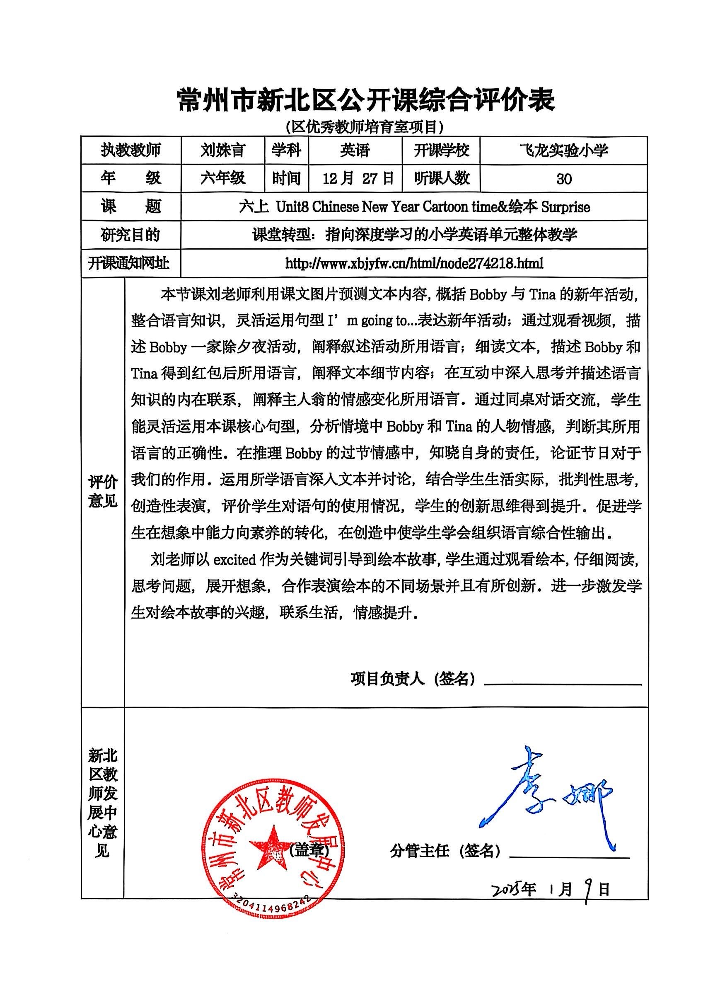 常州市新北区公开课综合评价表
(区优秀教师培育室项目)
执教教师 刘姝言 学科 英语 开课学校 飞龙实验小学
年 级 六年级 时间 12月 27日 听课人数 30
课 题 六上 Unit8 Chinese New Year Cartoon time&绘本 Surprise
研究目的 课堂转型：指向深度学习的小学英语单元整体教学
开课通知网址 http://www.xbjyfw.cn/html/node274218.html
评价
意见
本节课刘老师利用课文图片预测文本内容,概括 Bobby 与 Tina 的新年活动，
整合语言知识，灵活运用句型 I’m going to...表达新年活动；通过观看视频，描
述 Bobby 一家除夕夜活动，阐释叙述活动所用语言；细读文本，描述 Bobby 和
Tina 得到红包后所用语言，阐释文本细节内容；在互动中深入思考并描述语言
知识的内在联系，阐释主人翁的情感变化所用语言。通过同桌对话交流，学生
能灵活运用本课核心句型，分析情境中 Bobby 和 Tina 的人物情感，判断其所用
语言的正确性。在推理 Bobby 的过节情感中，知晓自身的责任，论证节日对于
我们的作用。运用所学语言深入文本并讨论，结合学生生活实际，批判性思考，
创造性表演，评价学生对语句的使用情况，学生的创新思维得到提升。促进学
生在想象中能力向素养的转化，在创造中使学生学会组织语言综合性输出。
刘老师以 excited 作为关键词引导到绘本故事,学生通过观看绘本,仔细阅读，
思考问题，展开想象，合作表演绘本的不同场景并且有所创新。进一步激发学
生对绘本故事的兴趣，联系生活，情感提升。
项目负责人（签名）
新北
区教
师发
展中
心意
见
李娜
常州市新北区教师发展中心
(盖章)
3204114968242
分管主任（签名）
2025年 1月 9日